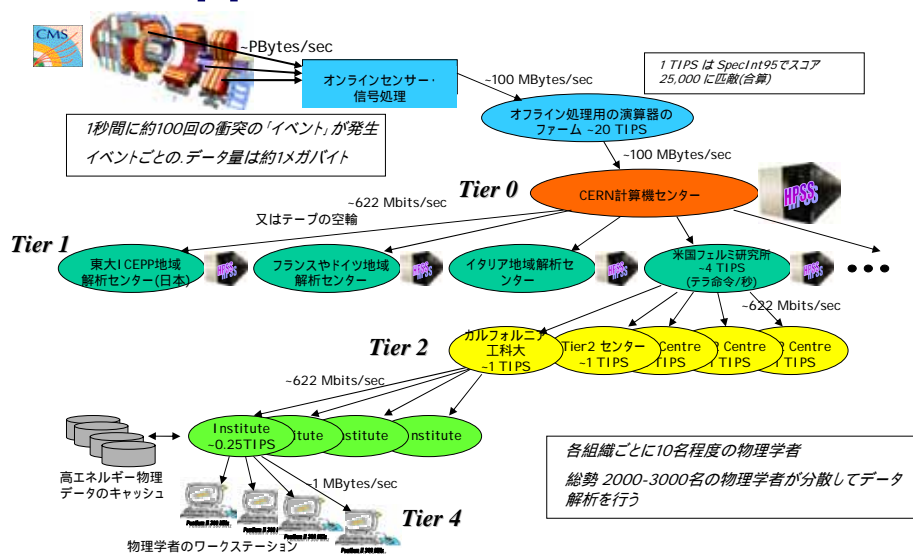 CMS
~PBytes/sec
オンラインセンサー・
信号処理
~100 MBytes/sec
1 TIPS は SpecInt95でスコア
25,000 に匹敵(合算)
オフライン処理用の演算器の
ファーム ~20 TIPS
1秒間に約100回の衝突の「イベント」が発生
イベントごとの.データ量は約1メガバイト
~100 MBytes/sec
Tier 0
CERN計算機センター
HPSS
~622 Mbits/sec
又はテープの空輸
Tier 1
東大ICEPP地域
解析センター(日本)
HPSS
フランスやドイツ地域
解析センター
HPSS
イタリア地域解析セ
ンター
HPSS
米国フェルミ研究所
~4 TIPS
(テラ命令/秒)
HPSS
~622 Mbits/sec
Tier 2
カルフォルニア
工科大
~1 TIPS
Tier2 センター
~1 TIPS
Centre
TIPS
2 Centre
TIPS
2 Centre
1 TIPS
~622 Mbits/sec
Institute
~0.25TIPS
titute
stitute
nstitute
高エネルギー物理
データのキャッシュ
~1 MBytes/sec
Tier 4
物理学者のワークステーション
各組織ごとに10名程度の物理学者
総勢 2000-3000名の物理学者が分散してデータ
解析を行う